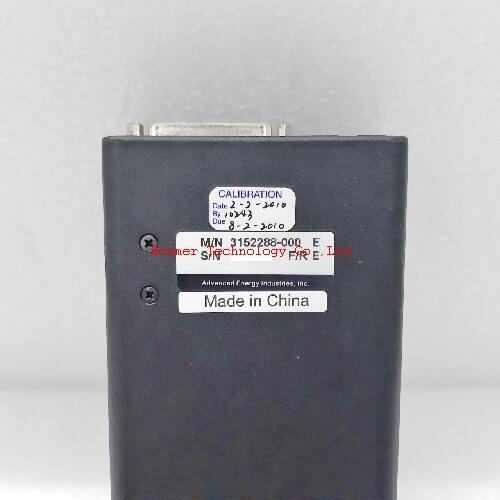 CALIBRATION
Date 2-2-2010
By 10243
Due 8-2-2010
M/N 3152288-000 E
Sommer Technology Co.,Ltd
S/N F/R E
Advanced Energy Industries, Inc.
Made in China